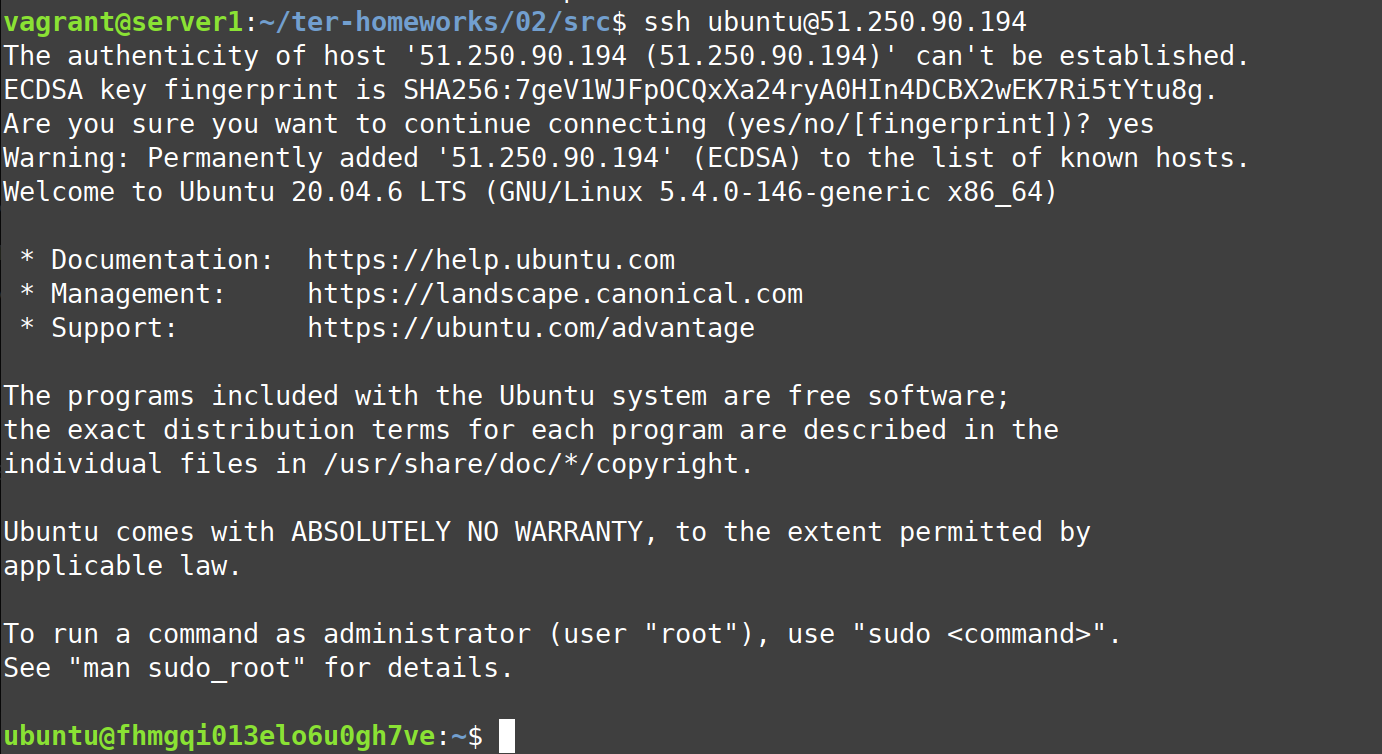 vagrant@server1:~/ter-homeworks/02/src$ ssh ubuntu@51.250.90.194
The authenticity of host '51.250.90.194 (51.250.90.194)' can't be established.
ECDSA key fingerprint is SHA256:7geV1WJFpOCQxXa24ryA0HIn4DCBX2wEK7Ri5tYtu8g.
Are you sure you want to continue connecting (yes/no/[fingerprint])? yes
Warning: Permanently added '51.250.90.194' (ECDSA) to the list of known hosts.
Welcome to Ubuntu 20.04.6 LTS (GNU/Linux 5.4.0-146-generic x86_64)

 * Documentation:  https://help.ubuntu.com
 * Management:     https://landscape.canonical.com
 * Support:        https://ubuntu.com/advantage

The programs included with the Ubuntu system are free software;
the exact distribution terms for each program are described in the
individual files in /usr/share/doc/*/copyright.

Ubuntu comes with ABSOLUTELY NO WARRANTY, to the extent permitted by
applicable law.

To run a command as administrator (user "root"), use "sudo <command>".
See "man sudo_root" for details.

ubuntu@fhmgqi013elo6u0gh7ve:~$